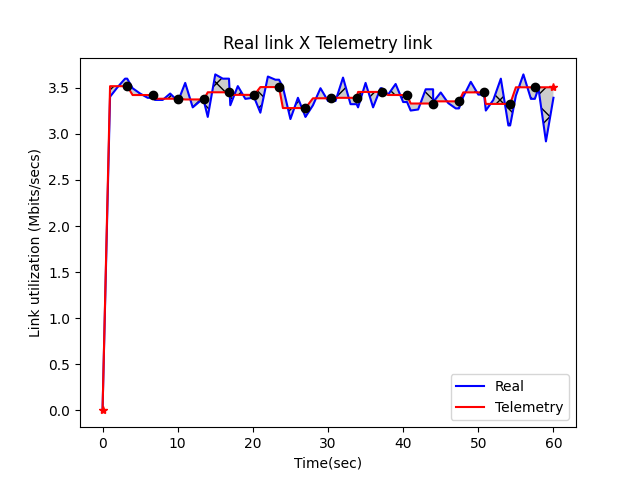 Real link X Telemetry link
Link utilization (Mbits/secs)
3.5
3.0
2.5
2.0
1.5
1.0
0.5
0.0
0 10 20 30 40 50 60
Time(sec)
Real
Telemetry